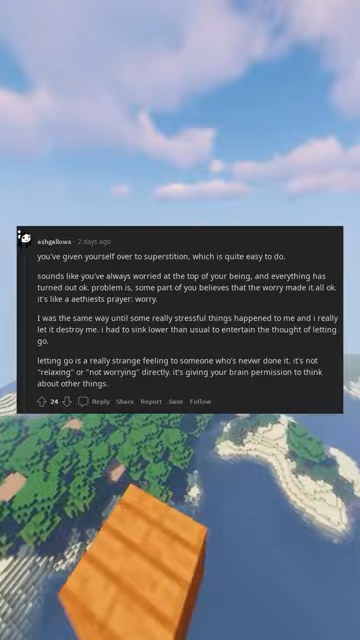 ashgallows · 2 days ago
you've given yourself over to superstition, which is quite easy to do.
sounds like you've always worried at the top of your being, and everything has
turned out ok. problem is, some part of you believes that the worry made it all ok.
it's like a aethiests prayer: worry.
I was the same way until some really stressful things happened to me and i really
let it destroy me. i had to sink lower than usual to entertain the thought of letting
go.
letting go is a really strange feeling to someone who's nevwr done it. it's not
"relaxing" or "not worrying" directly. it's giving your brain permission to think
about other things.
24 Reply Share Report Save Follow